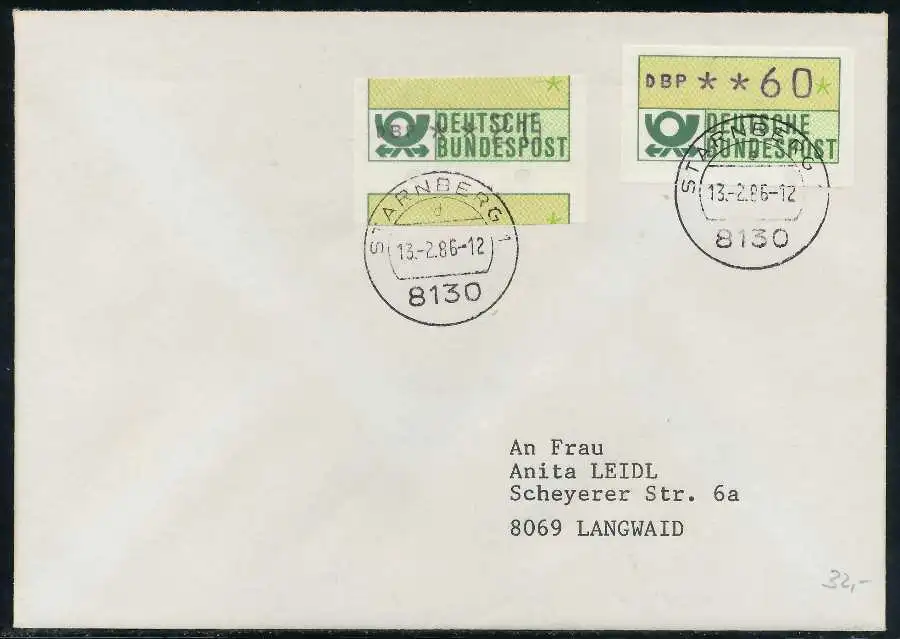 DBP **60*
DEUTSCHE
BUNDESPOST
*
DEUTSCHE
DBP **
BUNDESPOST
*
STARNBERG 1
d
13.-2.86-12
8130
STARNBERG
13.-2.86-12
8130
An Frau
Anita LEIDL
Scheyerer Str. 6a
8069 LANGWAID
32,-